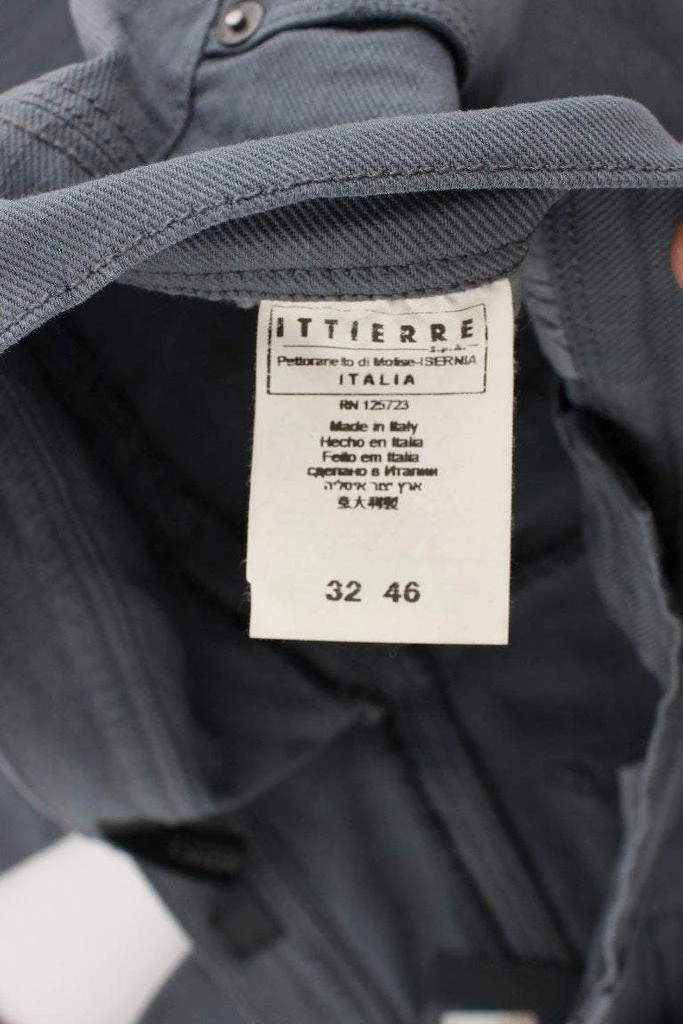 ITTIERRE
S.p.A.
Pettoranello di Molise-ISERNIA
ITALIA
RN 125723
Made in Italy
Hecho en Italia
Feito em Italia
сделано в Италии
ארץ יצור איטליה
意大利製
32 46